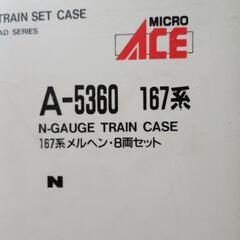 TRAIN SET CASE
AD SERIES
MICRO
ACE
A-5360 167系
N-GAUGE TRAIN CASE
167系メルヘン・8両セット
N